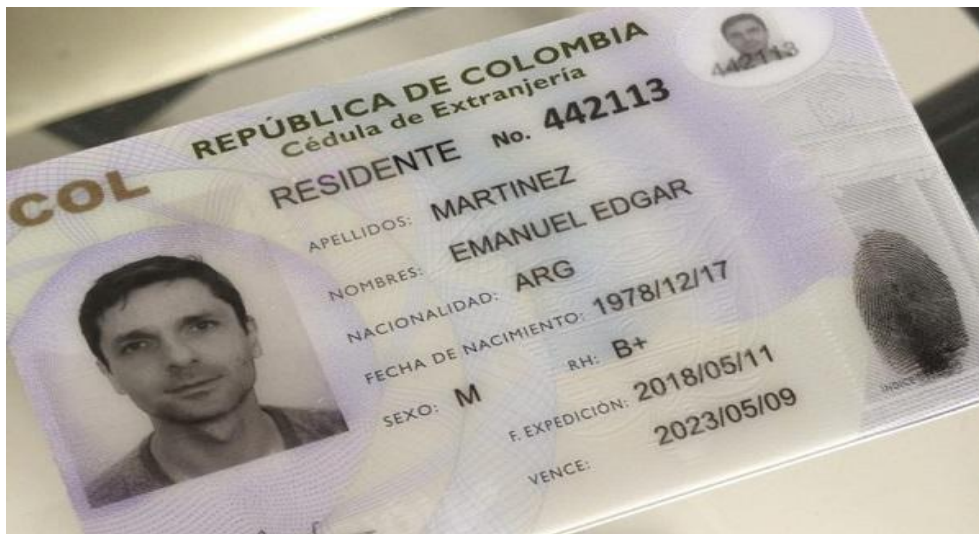 REPÚBLICA DE COLOMBIA
Cédula de Extranjería
442113
COL
RESIDENTE No. 442113
APELLIDOS: MARTINEZ
NOMBRES: EMANUEL EDGAR
NACIONALIDAD: ARG
FECHA DE NACIMIENTO: 1978/12/17
SEXO: M RH: B+
F. EXPEDICIÓN: 2018/05/11
VENCE: 2023/05/09
INDICE